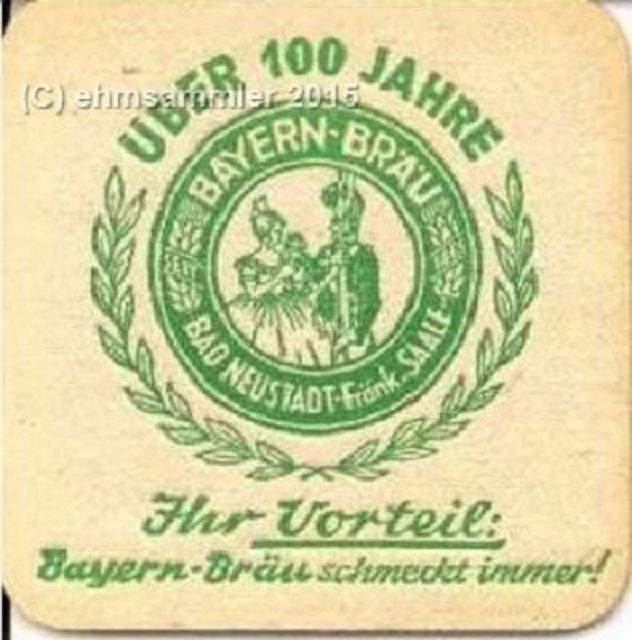 ÜBER 100 JAHRE
(C) ehmsammler 2015
BAYERN-BRÄU
BAD NEUSTADT-Fränk. SAALE
Ihr Vorteil:
Bayern-Bräu schmeckt immer!